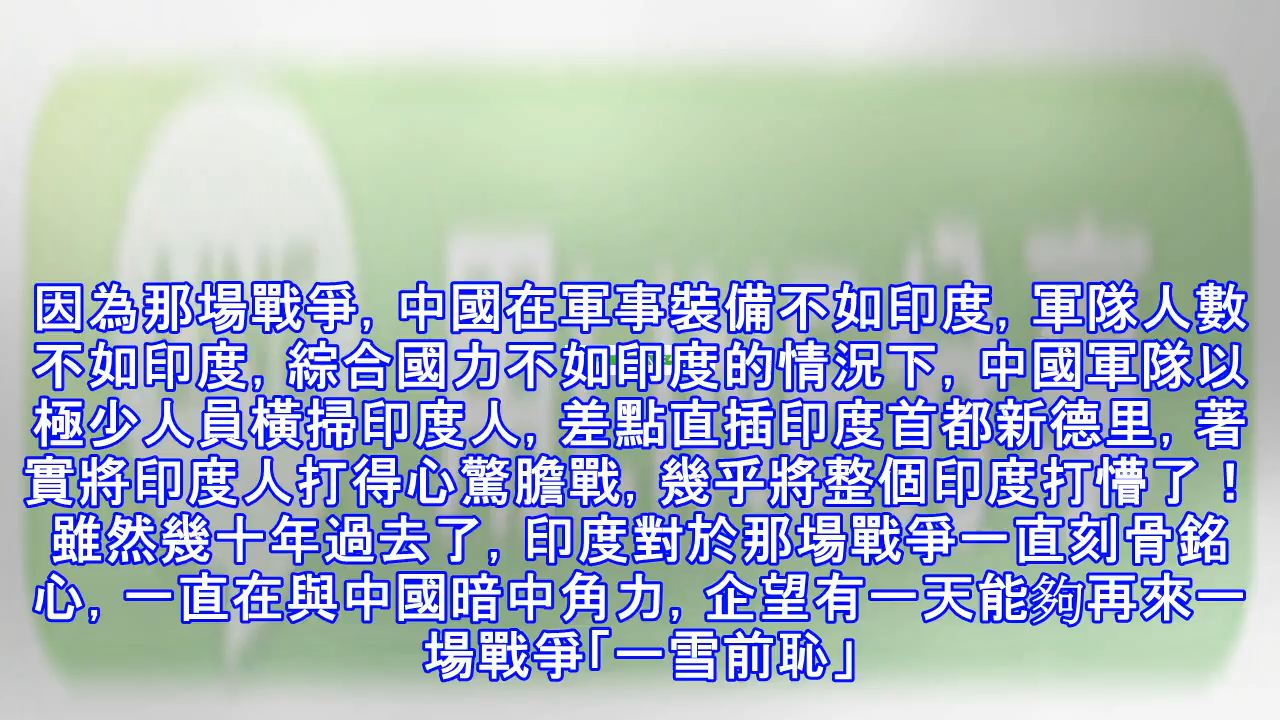 因為那場戰爭, 中國在軍事裝備不如印度, 軍隊人數
不如印度, 綜合國力不如印度的情況下, 中國軍隊以
極少人員橫掃印度人, 差點直插印度首都新德里, 著
實將印度人打得心驚膽戰, 幾乎將整個印度打懵了！
雖然幾十年過去了, 印度對於那場戰爭一直刻骨銘
心, 一直在與中國暗中角力, 企望有一天能夠再來一
場戰爭「一雪前恥」